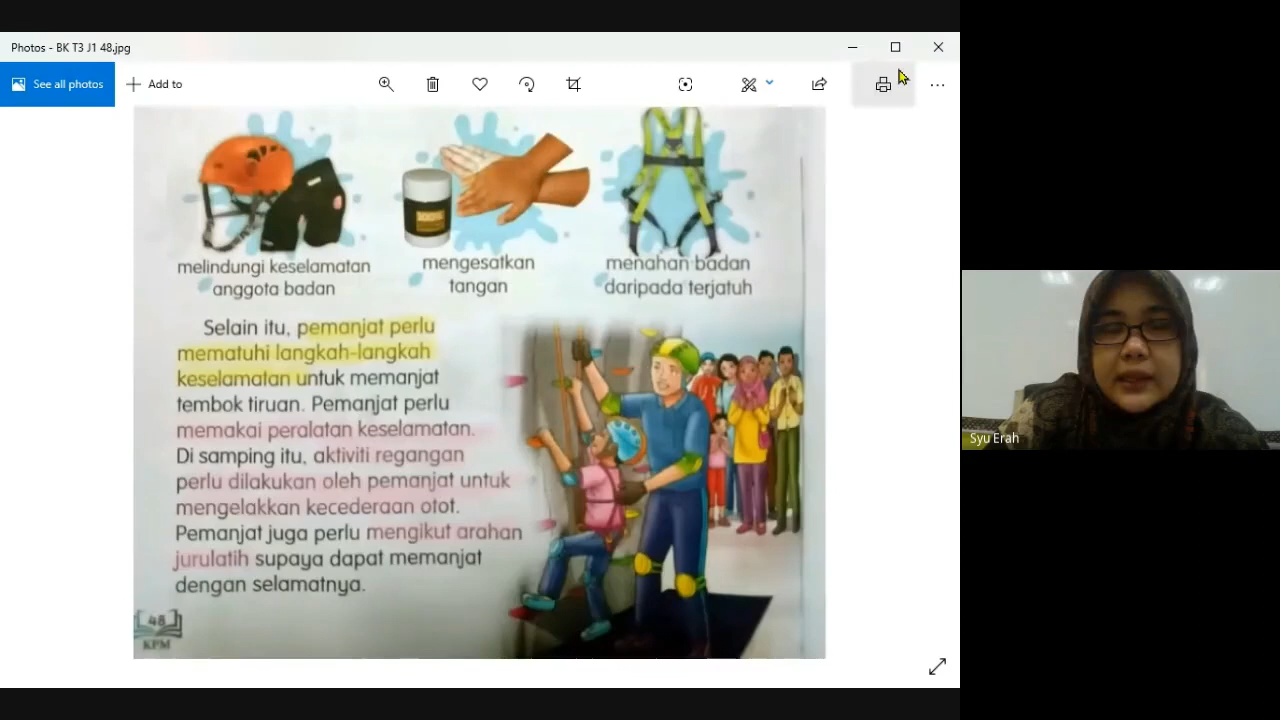 Photos - BK T3 J1 48.jpg
See all photos
Add to
melindungi keselamatan
anggota badan
mengesatkan
tangan
menahan badan
daripada terjatuh
Selain itu, pemanjat perlu
mematuhi langkah-langkah
keselamatan untuk memanjat
tembok tiruan. Pemanjat perlu
memakai peralatan keselamatan.
Di samping itu, aktiviti regangan
perlu dilakukan oleh pemanjat untuk
mengelakkan kecederaan otot.
Pemanjat juga perlu mengikut arahan
jurulatih supaya dapat memanjat
dengan selamatnya.
48
KPM
Syu Erah